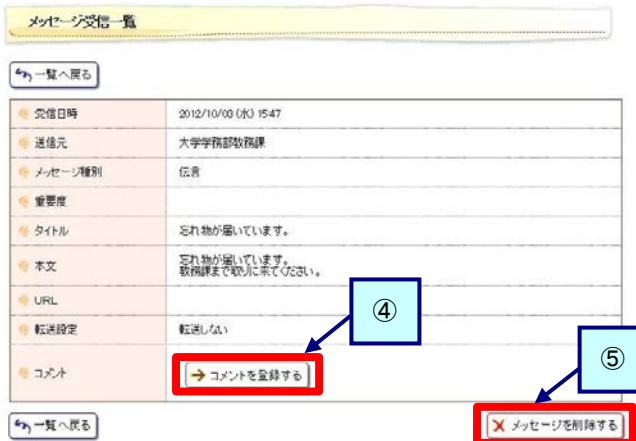 メッセージ受信一覧
一覧へ戻る
受信日時 2012/10/03 (水) 15:47
送信元 大学学務部教務課
メッセージ種別 伝言
重要度
タイトル 忘れ物が届いています。
本文 忘れ物が届いています。
教務課まで取りに来てください。
URL
④
転送設定 転送しない
⑤
コメント コメントを登録する
一覧へ戻る メッセージを削除する